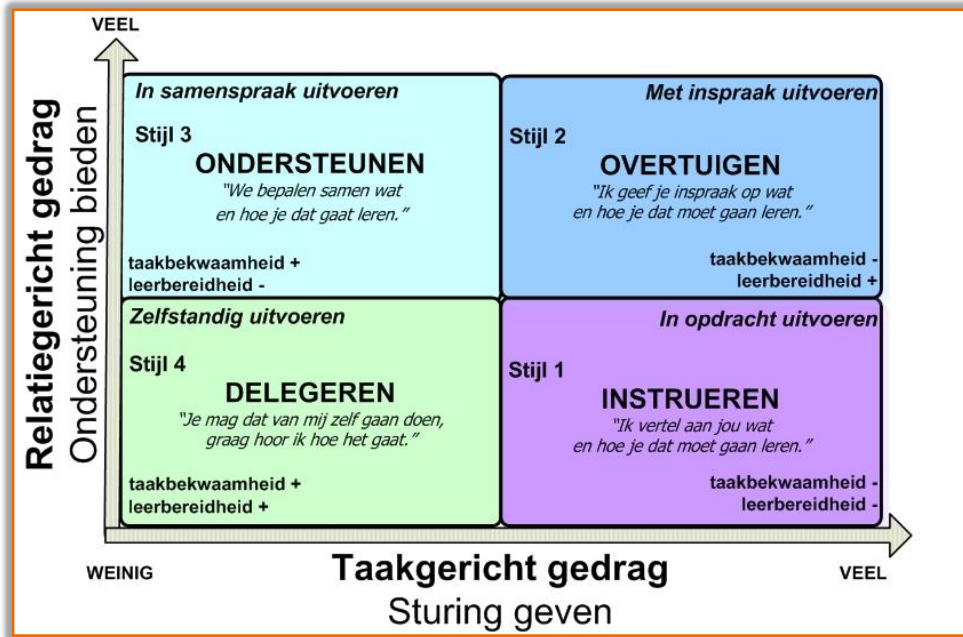 VEEL
Relatiegericht gedrag
Ondersteuning bieden
In samenspraak uitvoeren
Stijl 3
ONDERSTEUNEN
"We bepalen samen wat
en hoe je dat gaat leren."
taakbekwaamheid +
leerbereidheid -
Met inspraak uitvoeren
Stijl 2
OVERTUIGEN
"Ik geef je inspraak op wat
en hoe je dat moet gaan leren."
taakbekwaamheid -
leerbereidheid +
Zelfstandig uitvoeren
Stijl 4
DELEGEREN
"Je mag dat van mij zelf gaan doen,
graag hoor ik hoe het gaat."
taakbekwaamheid +
leerbereidheid +
In opdracht uitvoeren
Stijl 1
INSTRUEREN
"Ik vertel aan jou wat
en hoe je dat moet gaan leren."
taakbekwaamheid -
leerbereidheid -
WEINIG
Taakgericht gedrag
VEEL
Sturing geven